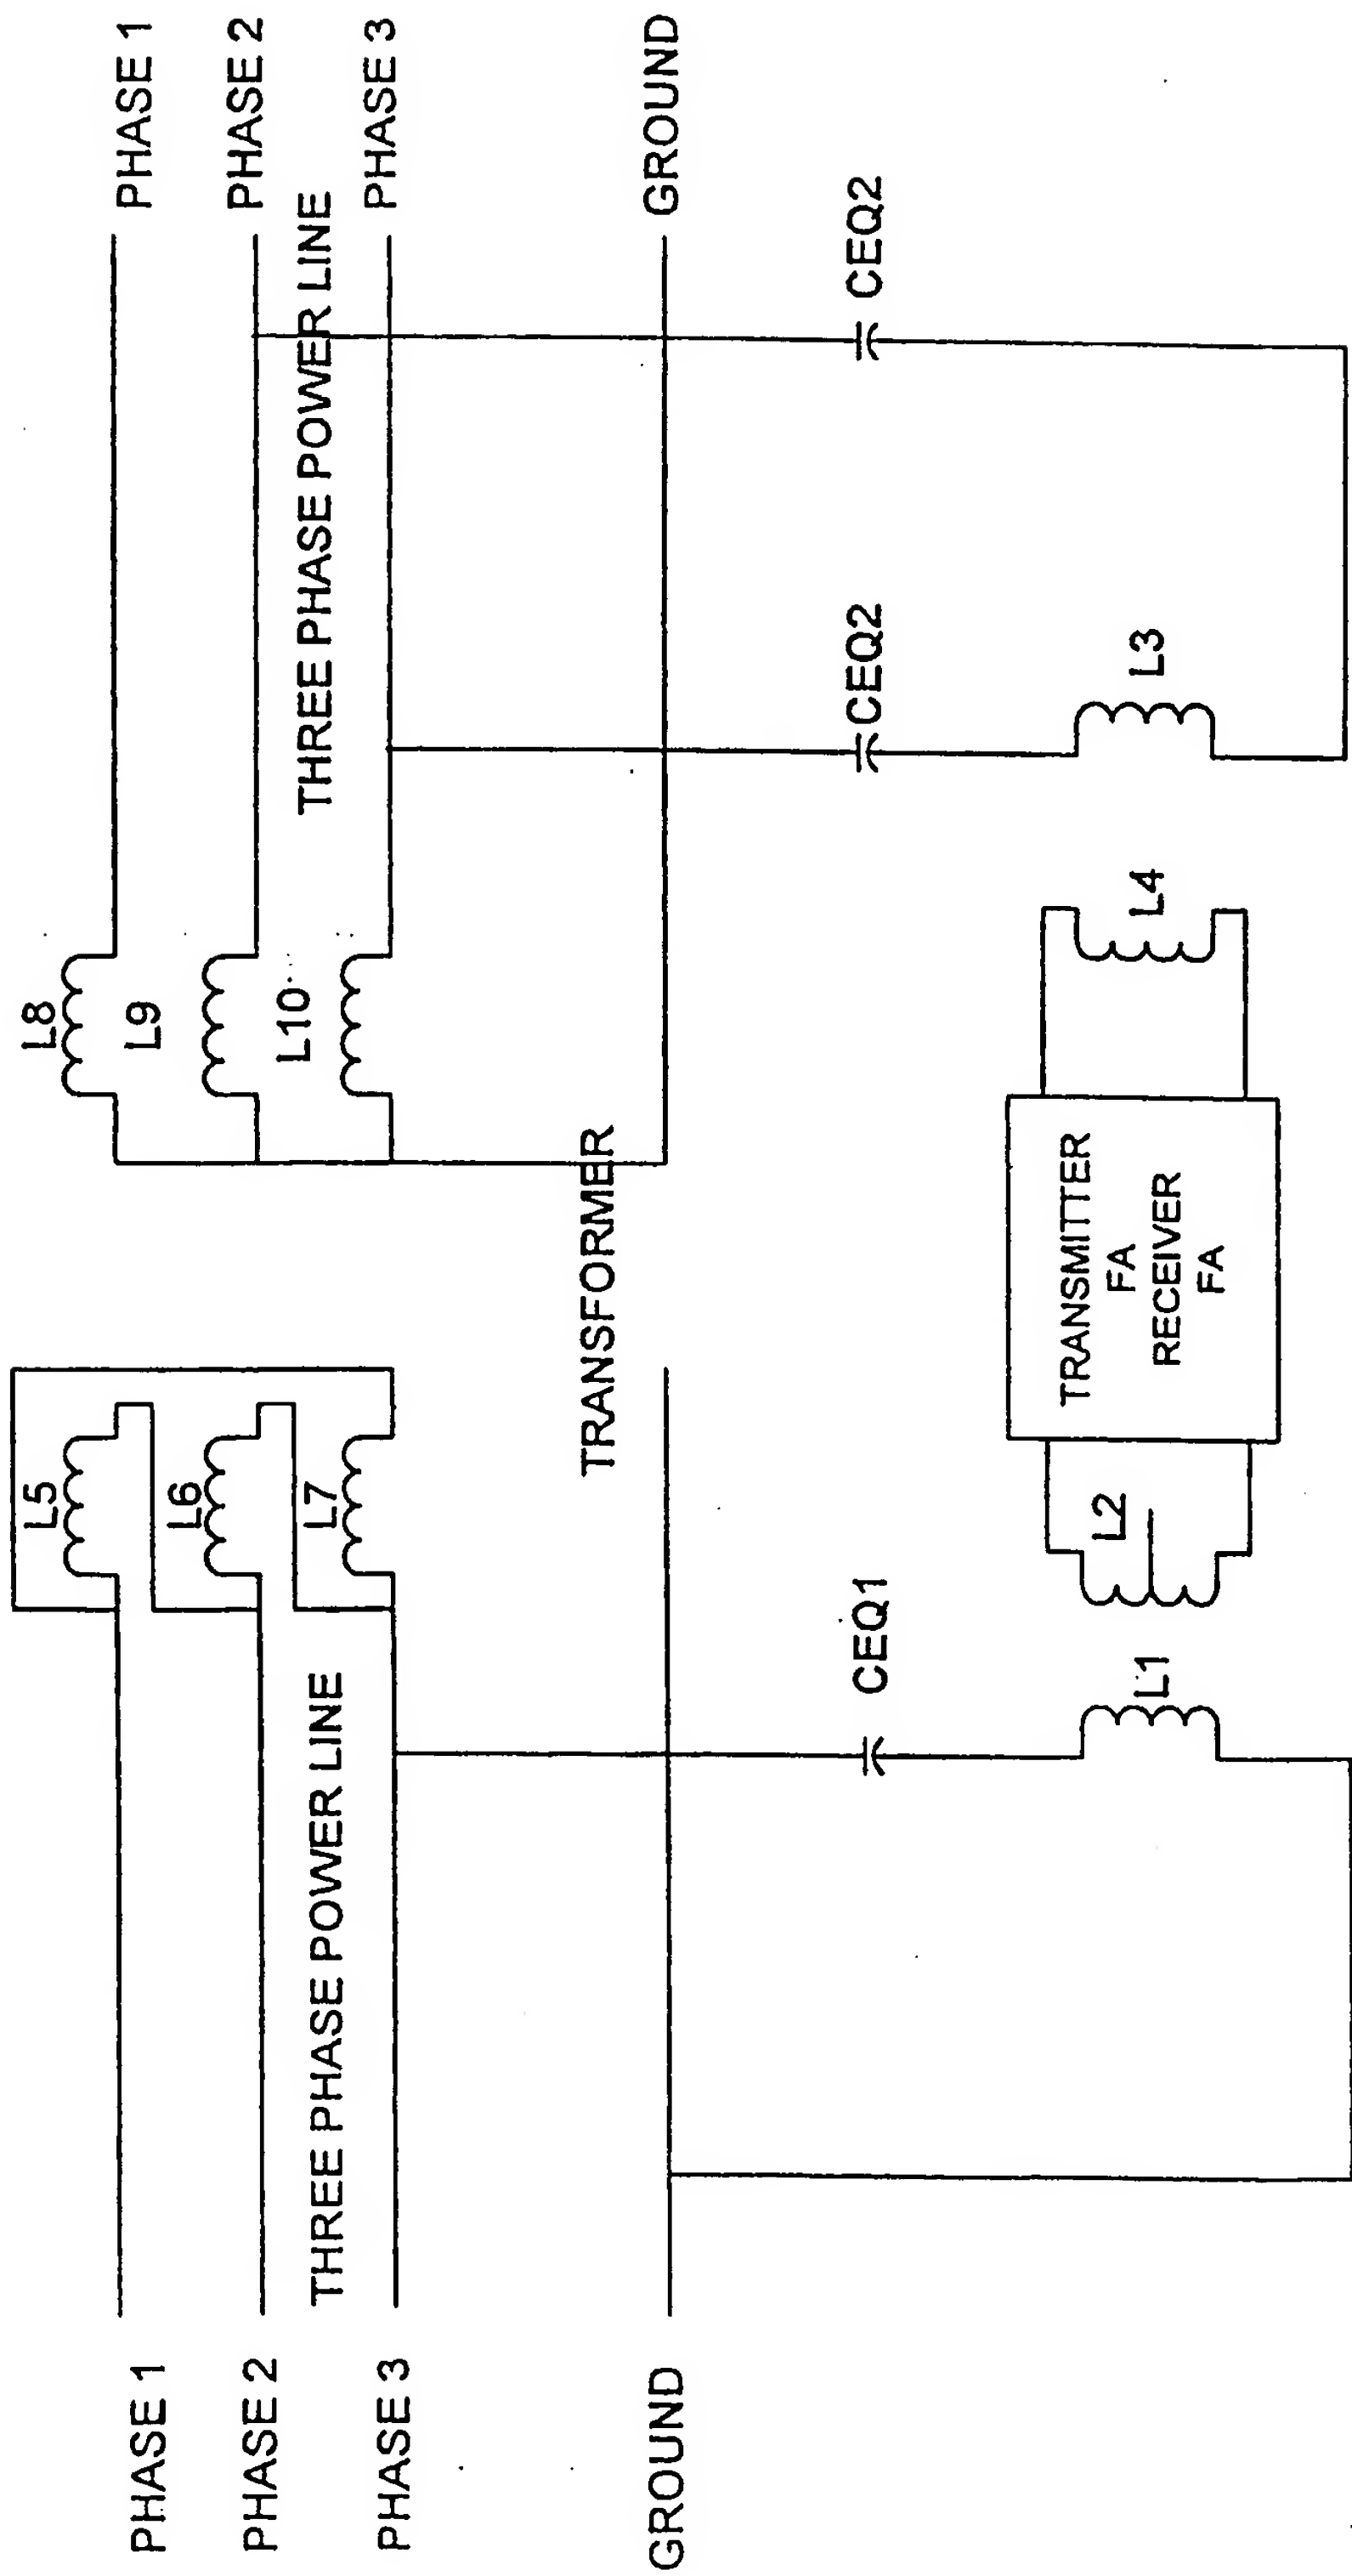 PHASE 1
PHASE 2
PHASE 3
GROUND
THREE PHASE POWER LINE
L5
L6
L7
TRANSFORMER
L8
L9
L10
THREE PHASE POWER LINE
PHASE 1
PHASE 2
PHASE 3
GROUND
CEQ1
L1
L2
TRANSMITTER
FA
RECEIVER
FA
L4
L3
CEQ2
CEQ2